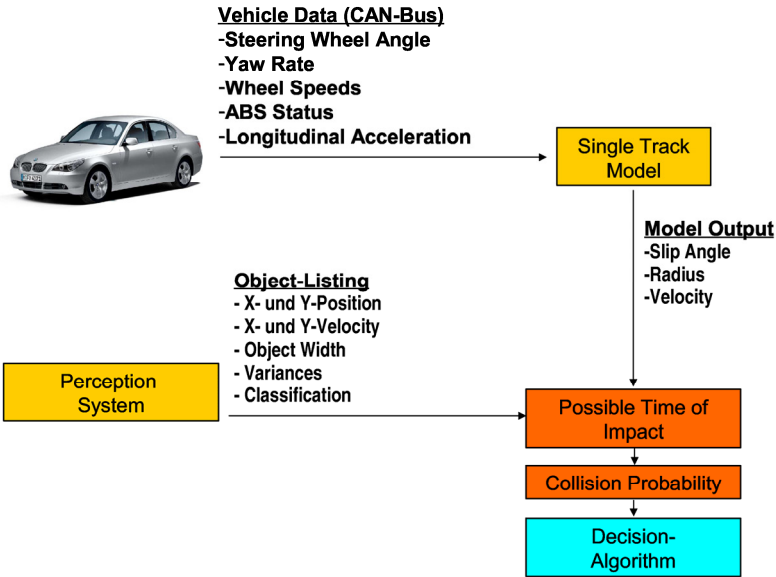 Vehicle Data (CAN-Bus)
-Steering Wheel Angle
-Yaw Rate
-Wheel Speeds
-ABS Status
-Longitudinal Acceleration
Single Track
Model
Model Output
-Slip Angle
-Radius
-Velocity
Object-Listing
- X- und Y-Position
- X- und Y-Velocity
- Object Width
- Variances
- Classification
Perception
System
Possible Time of
Impact
Collision Probability
Decision-
Algorithm